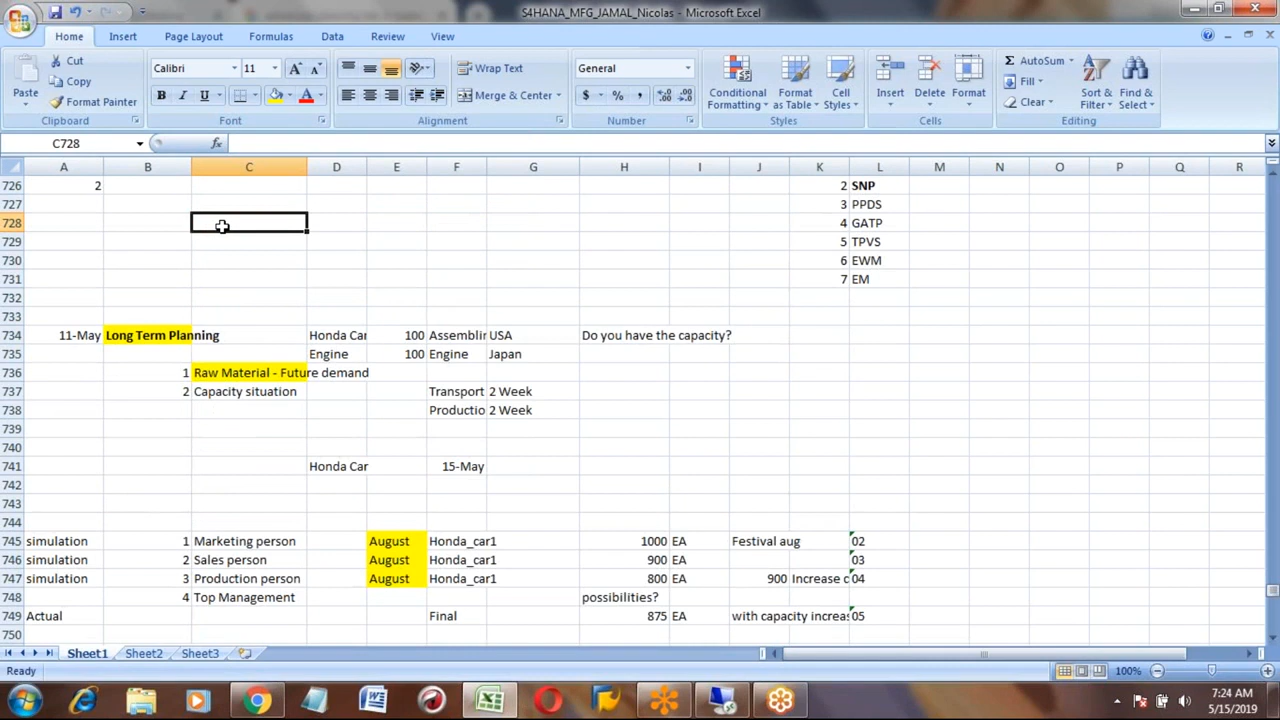 S4HANA_MFG_JAMAL_Nicolas - Microsoft Excel
Home Insert Page Layout Formulas Data Review View
Paste Cut Copy Format Painter Clipboard
Calibri 11 A A B I U A Font
Wrap Text Merge & Center Alignment
General $ % , Number
Conditional Formatting Format as Table Cell Styles Styles
Insert Delete Format Cells
Σ AutoSum Fill Clear Sort & Filter Find & Select Editing
C728 fx
A B C D E F G H I J K L M N O P Q R
726 2 2 SNP
727 3 PPDS
728 4 GATP
729 5 TPVS
730 6 EWM
731 7 EM
732
733
734 11-May Long Term Planning Honda Car 100 Assemblin USA Do you have the capacity?
735 Engine 100 Engine Japan
736 1 Raw Material - Future demand
737 2 Capacity situation Transport 2 Week
738 Productio 2 Week
739
740
741 Honda Car 15-May
742
743
744
745 simulation 1 Marketing person August Honda_car1 1000 EA Festival aug 02
746 simulation 2 Sales person August Honda_car1 900 EA 03
747 simulation 3 Production person August Honda_car1 800 EA 900 Increase c 04
748 4 Top Management possibilities?
749 Actual Final 875 EA with capacity increas 05
750
Sheet1 Sheet2 Sheet3
Ready 100%
7:24 AM
5/15/2019